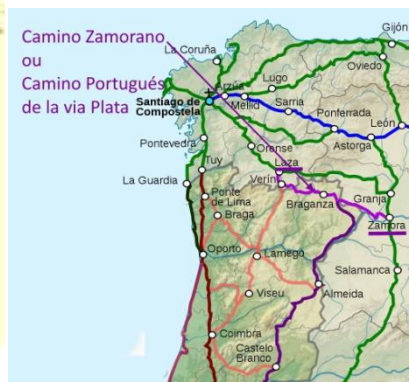 Camino Zamorano
ou
Camino Portugués
de la via Plata
Gijón
La Coruña
Oviedo
Arzúa
Lugo
Mellid
Santiago de
Compostela
Sarria
Ponferrada
León
Astorga
Pontevedra
Orense
Tuy
Laza
La Guardia
Verín
Ponte
de Lima
Braganza
Granja
Braga
Zamora
Oporto
Lamego
Salamanca
Viseu
Almeida
Coimbra
Castelo
Branco